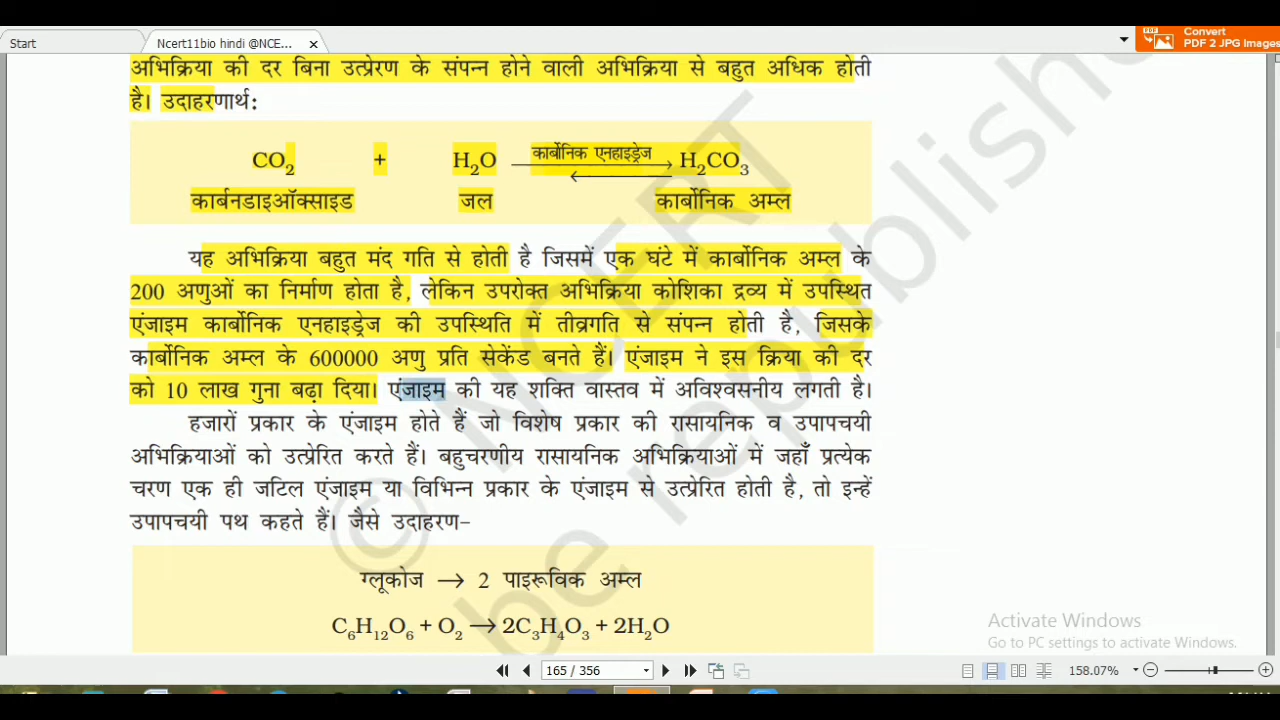 Start
Ncert11bio hindi @NCE... ×
Convert
PDF 2 JPG Images
अभिक्रिया की दर बिना उत्प्रेरण के संपन्न होने वाली अभिक्रिया से बहुत अधिक होती
है। उदाहरणार्थ:
CO₂ + H₂O कार्बोनिक एनहाइड्रेज H₂CO₃
कार्बनडाइऑक्साइड जल कार्बोनिक अम्ल
यह अभिक्रिया बहुत मंद गति से होती है जिसमें एक घंटे में कार्बोनिक अम्ल के
200 अणुओं का निर्माण होता है, लेकिन उपरोक्त अभिक्रिया कोशिका द्रव्य में उपस्थित
एंजाइम कार्बोनिक एनहाइड्रेज की उपस्थिति में तीव्रगति से संपन्न होती है, जिसके
कार्बोनिक अम्ल के 600000 अणु प्रति सेकेंड बनते हैं। एंजाइम ने इस क्रिया की दर
को 10 लाख गुना बढ़ा दिया। एंजाइम की यह शक्ति वास्तव में अविश्वसनीय लगती है।
हजारों प्रकार के एंजाइम होते हैं जो विशेष प्रकार की रासायनिक व उपापचयी
अभिक्रियाओं को उत्प्रेरित करते हैं। बहुचरणीय रासायनिक अभिक्रियाओं में जहाँ प्रत्येक
चरण एक ही जटिल एंजाइम या विभिन्न प्रकार के एंजाइम से उत्प्रेरित होती है, तो इन्हें
उपापचयी पथ कहते हैं। जैसे उदाहरण–
ग्लूकोज → 2 पाइरूविक अम्ल
C₆H₁₂O₆ + O₂ → 2C₃H₄O₃ + 2H₂O
© NCERT
be republishe
Activate Windows
Go to PC settings to activate Windows.
165 / 356
158.07%